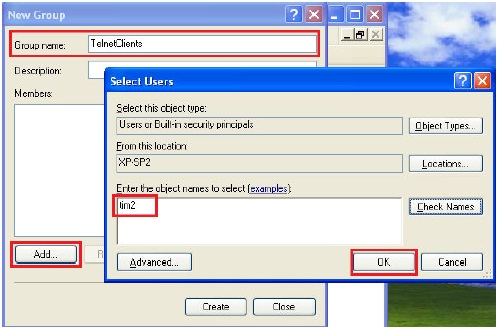 New Group
Group name: TelnetClients
Description:
Members:
Select Users
Select this object type:
Users or Built-in security principals
Object Types...
From this location:
XP-SP2
Locations...
Enter the object names to select (examples):
tim2
Check Names
Add...
R
Advanced...
OK
Cancel
Create
Close